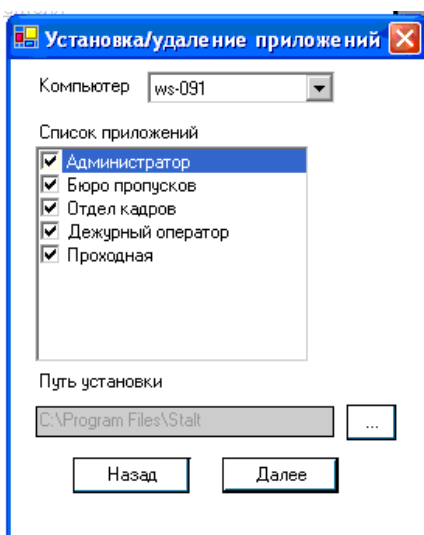 Установка/удаление приложений
Компьютер ws-091
Список приложений
Администратор
Бюро пропусков
Отдел кадров
Дежурный оператор
Проходная
Путь установки
C:\Program Files\Stalt
...
Назад Далее